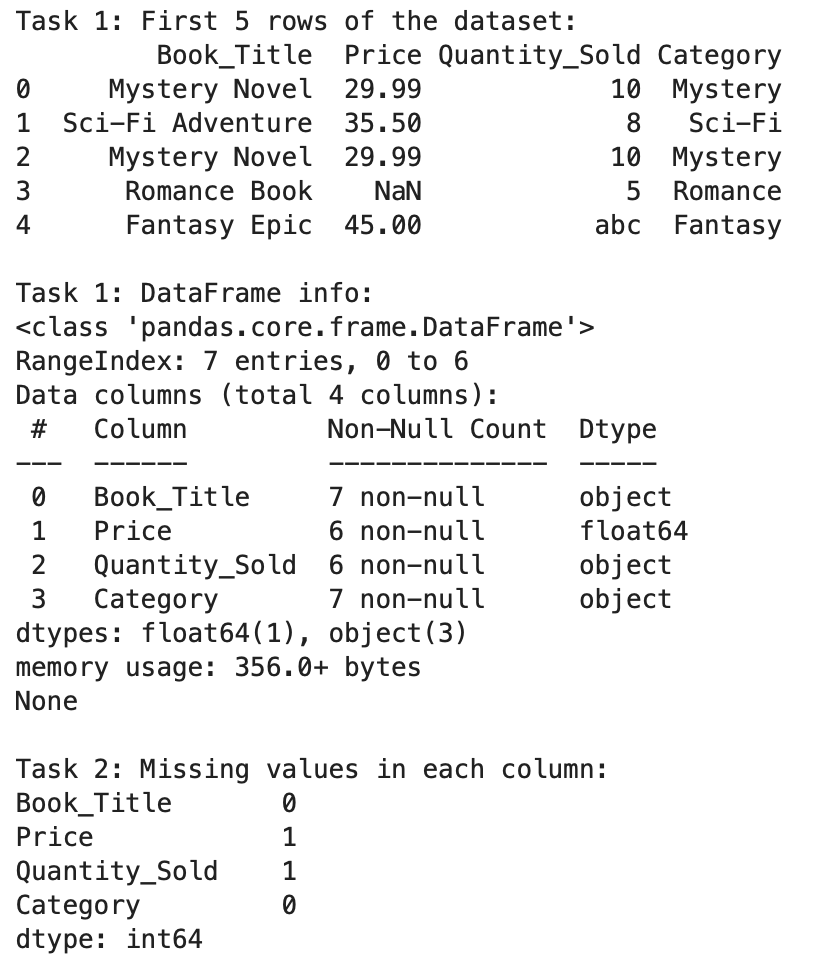 Task 1: First 5 rows of the dataset:
         Book_Title  Price Quantity_Sold Category
0     Mystery Novel  29.99            10  Mystery
1  Sci-Fi Adventure  35.50             8   Sci-Fi
2     Mystery Novel  29.99            10  Mystery
3      Romance Book    NaN             5  Romance
4      Fantasy Epic  45.00           abc  Fantasy

Task 1: DataFrame info:
<class 'pandas.core.frame.DataFrame'>
RangeIndex: 7 entries, 0 to 6
Data columns (total 4 columns):
 #   Column         Non-Null Count  Dtype
---  ------         --------------  -----
 0   Book_Title     7 non-null      object
 1   Price          6 non-null      float64
 2   Quantity_Sold  6 non-null      object
 3   Category       7 non-null      object
dtypes: float64(1), object(3)
memory usage: 356.0+ bytes
None

Task 2: Missing values in each column:
Book_Title       0
Price            1
Quantity_Sold    1
Category         0
dtype: int64